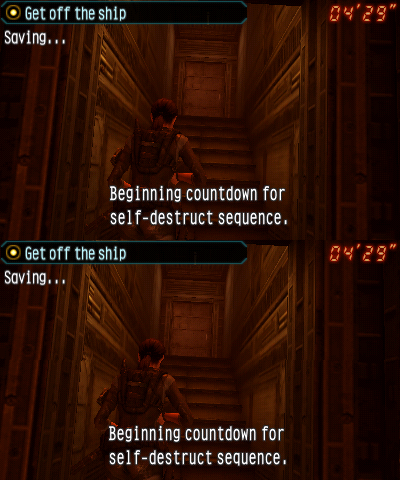 Get off the ship
04'29"
Saving...
Beginning countdown for
self-destruct sequence.
Get off the ship
04'29"
Saving...
Beginning countdown for
self-destruct sequence.